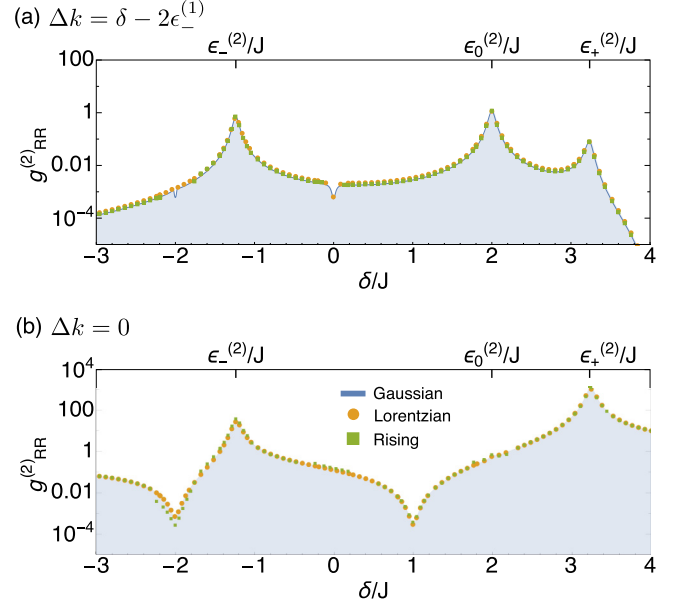 (a) Δk = δ − 2ϵ₋⁽¹⁾
ϵ₋⁽²⁾/J ϵ₀⁽²⁾/J ϵ₊⁽²⁾/J
100
1
0.01
10⁻⁴
g⁽²⁾RR
−3 −2 −1 0 1 2 3 4
δ/J
(b) Δk = 0
ϵ₋⁽²⁾/J ϵ₀⁽²⁾/J ϵ₊⁽²⁾/J
10⁴
100
1
0.01
10⁻⁴
g⁽²⁾RR
Gaussian
Lorentzian
Rising
−3 −2 −1 0 1 2 3 4
δ/J